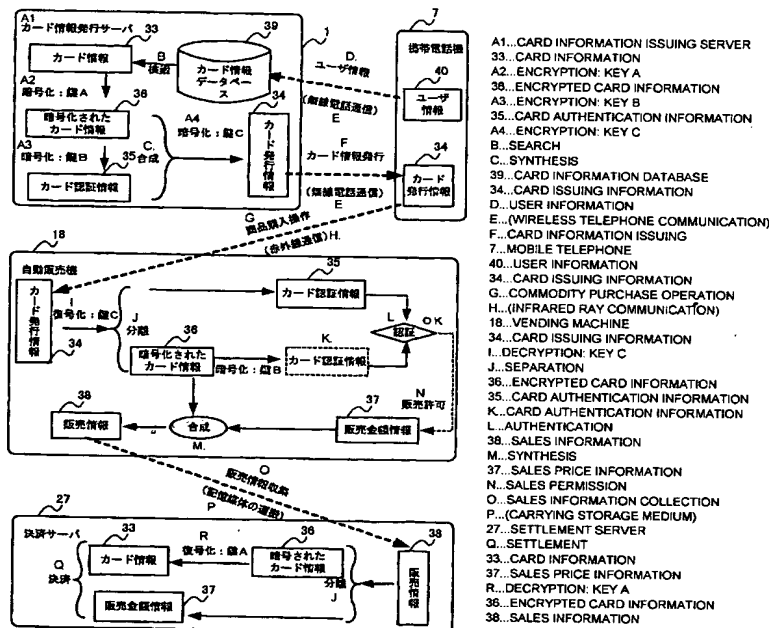 A1
カード情報発行サーバ
33
カード情報
B
検索
39
カード情報
データベース
1
A2
暗号化：鍵A
36
暗号化された
カード情報
A3
暗号化：鍵B
35
カード認証情報
C.
合成
A4
暗号化：鍵C
34
カード発行情報
D.
ユーザ情報
(無線電話通信)
E
F
カード情報発行
(無線電話通信)
E
7
携帯電話機
40
ユーザ
情報
34
カード
発行情報
G
商品購入操作
(赤外線通信)
H.
18
自動販売機
カード発行情報
34
I
復号化：鍵C
J
分離
35
カード認証情報
36
暗号化された
カード情報
暗号化：鍵B
K.
カード認証情報
L
認証
OK
N
販売許可
37
販売金額情報
合成
M.
38
販売情報
O
販売情報収集
(記憶媒体の運搬)
P
27
決済サーバ
Q
決済
33
カード情報
R
復号化：鍵A
36
暗号された
カード情報
37
販売金額情報
分離
J
38
販売情報
A1...CARD INFORMATION ISSUING SERVER
33...CARD INFORMATION
A2...ENCRYPTION: KEY A
36...ENCRYPTED CARD INFORMATION
A3...ENCRYPTION: KEY B
35...CARD AUTHENTICATION INFORMATION
A4...ENCRYPTION: KEY C
B...SEARCH
C...SYNTHESIS
39...CARD INFORMATION DATABASE
34...CARD ISSUING INFORMATION
D...USER INFORMATION
E...(WIRELESS TELEPHONE COMMUNICATION)
F...CARD INFORMATION ISSUING
7...MOBILE TELEPHONE
40...USER INFORMATION
34...CARD ISSUING INFORMATION
G...COMMODITY PURCHASE OPERATION
H...(INFRARED RAY COMMUNICATION)
18...VENDING MACHINE
34...CARD ISSUING INFORMATION
I...DECRYPTION: KEY C
J...SEPARATION
36...ENCRYPTED CARD INFORMATION
35...CARD AUTHENTICATION INFORMATION
K...CARD AUTHENTICATION INFORMATION
L...AUTHENTICATION
38...SALES INFORMATION
M...SYNTHESIS
37...SALES PRICE INFORMATION
N...SALES PERMISSION
O...SALES INFORMATION COLLECTION
P...(CARRYING STORAGE MEDIUM)
27...SETTLEMENT SERVER
Q...SETTLEMENT
33...CARD INFORMATION
37...SALES PRICE INFORMATION
R...DECRYPTION: KEY A
36...ENCRYPTED CARD INFORMATION
38...SALES INFORMATION